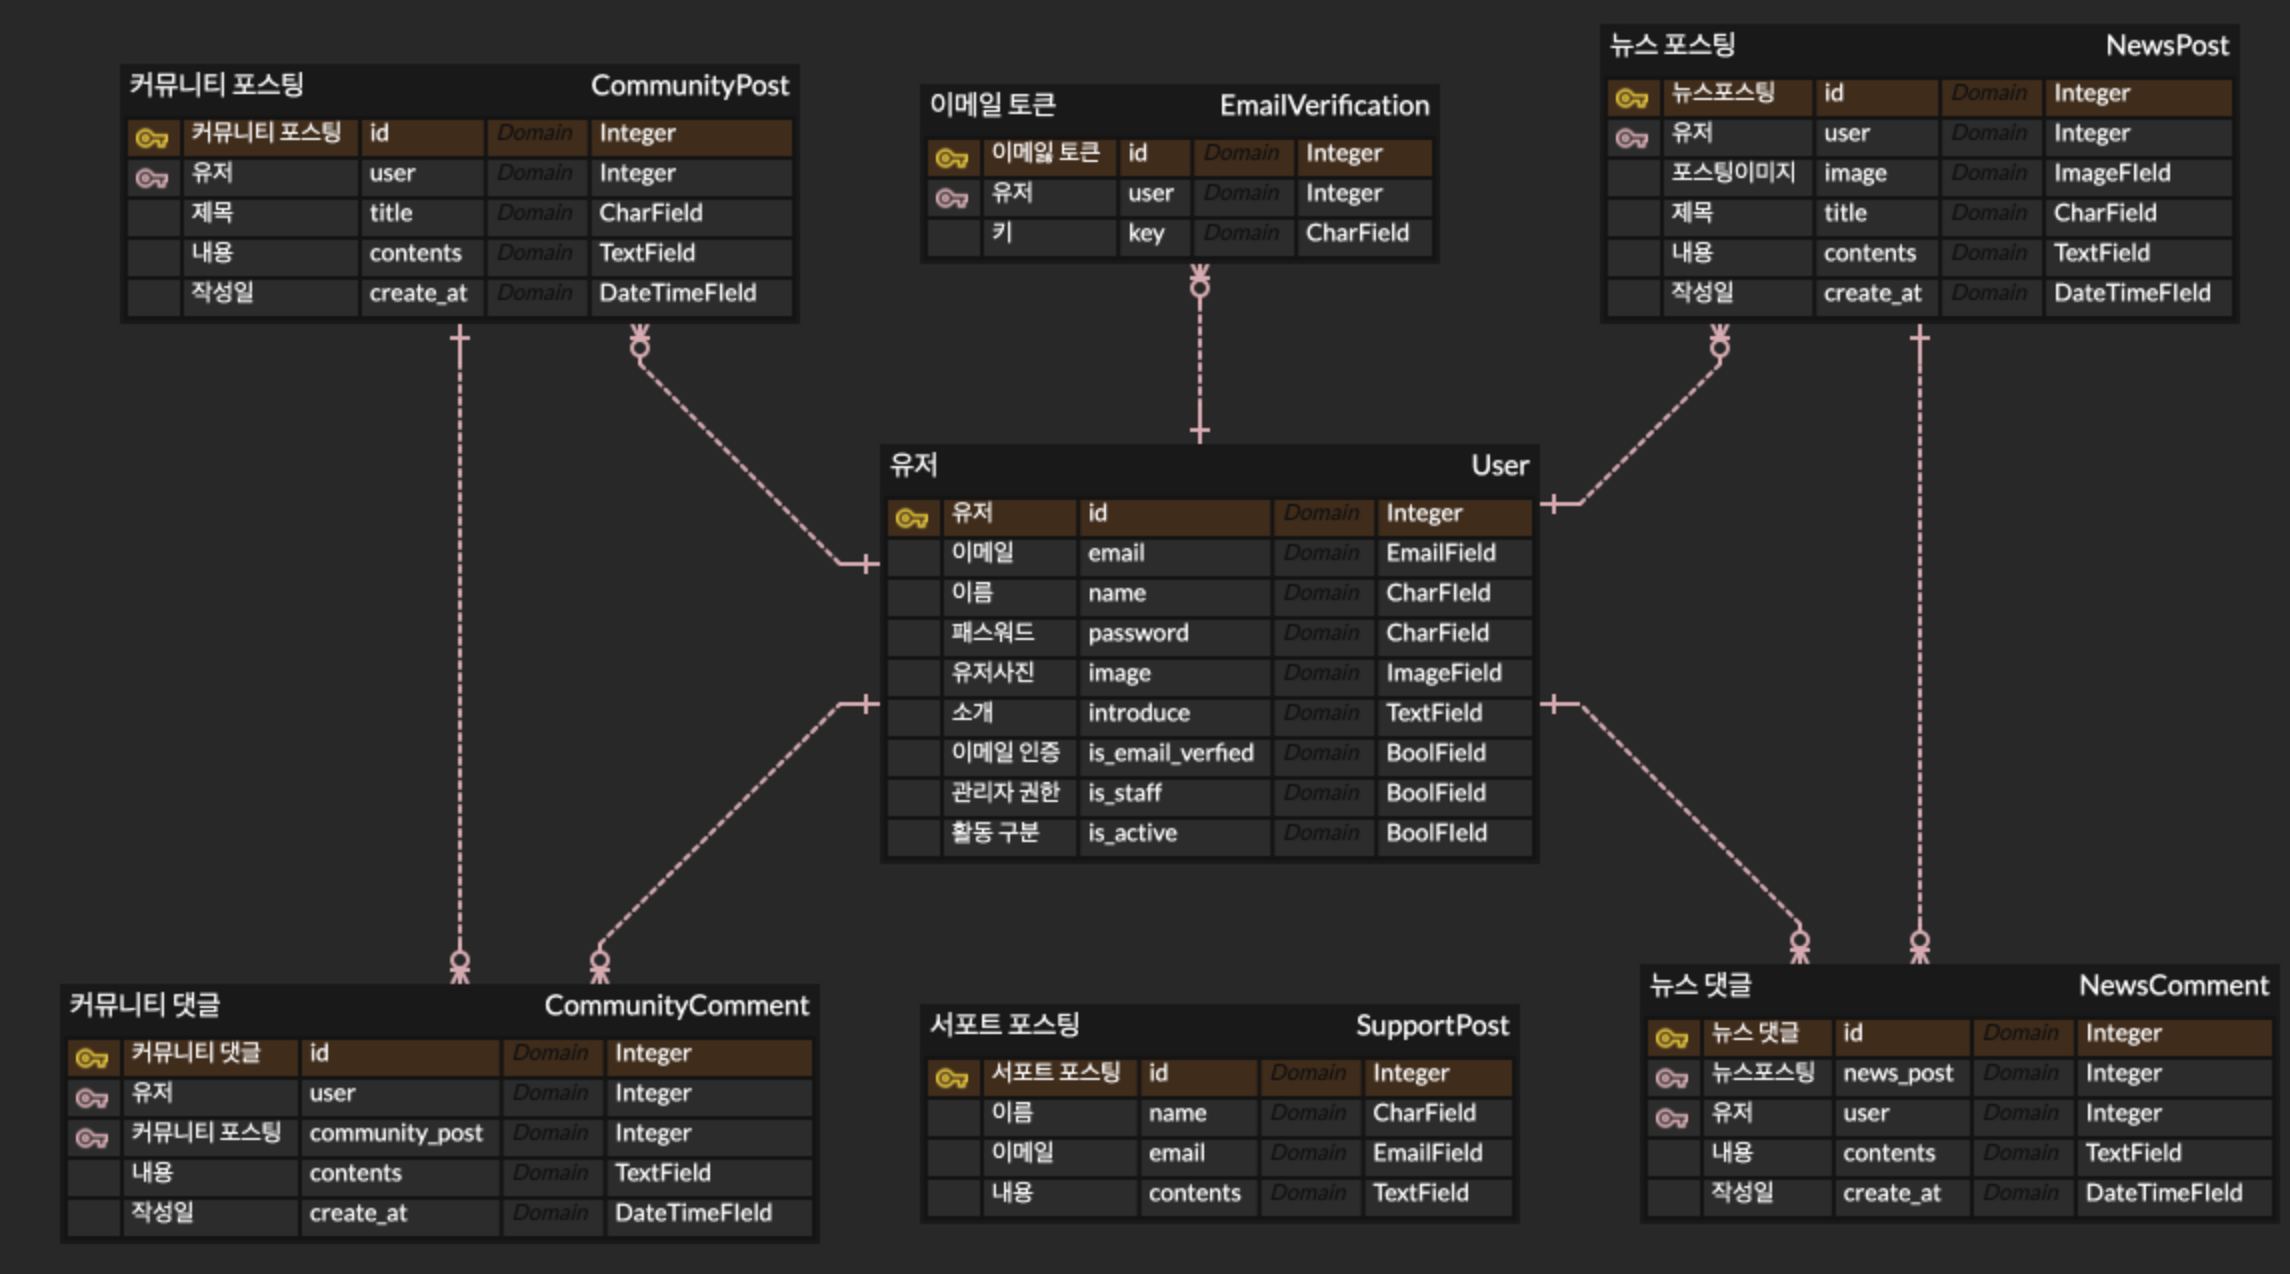 커뮤니티 포스팅 CommunityPost
커뮤니티 포스팅 id Domain Integer
유저 user Domain Integer
제목 title Domain CharField
내용 contents Domain TextField
작성일 create_at Domain DateTimeFIeld
이메일 토큰 EmailVerification
이메잃 토큰 id Domain Integer
유저 user Domain Integer
키 key Domain CharField
뉴스 포스팅 NewsPost
뉴스포스팅 id Domain Integer
유저 user Domain Integer
포스팅이미지 image Domain ImageFIeld
제목 title Domain CharField
내용 contents Domain TextField
작성일 create_at Domain DateTimeFIeld
유저 User
유저 id Domain Integer
이메일 email Domain EmailField
이름 name Domain CharFIeld
패스워드 password Domain CharField
유저사진 image Domain ImageField
소개 introduce Domain TextField
이메일 인증 is_email_verfied Domain BoolField
관리자 권한 is_staff Domain BoolField
활동 구분 is_active Domain BoolFIeld
커뮤니티 댓글 CommunityComment
커뮤니티 댓글 id Domain Integer
유저 user Domain Integer
커뮤니티 포스팅 community_post Domain Integer
내용 contents Domain TextField
작성일 create_at Domain DateTimeFIeld
서포트 포스팅 SupportPost
서포트 포스팅 id Domain Integer
이름 name Domain CharField
이메일 email Domain EmailField
내용 contents Domain TextField
뉴스 댓글 NewsComment
뉴스 댓글 id Domain Integer
뉴스포스팅 news_post Domain Integer
유저 user Domain Integer
내용 contents Domain TextField
작성일 create_at Domain DateTimeFIeld